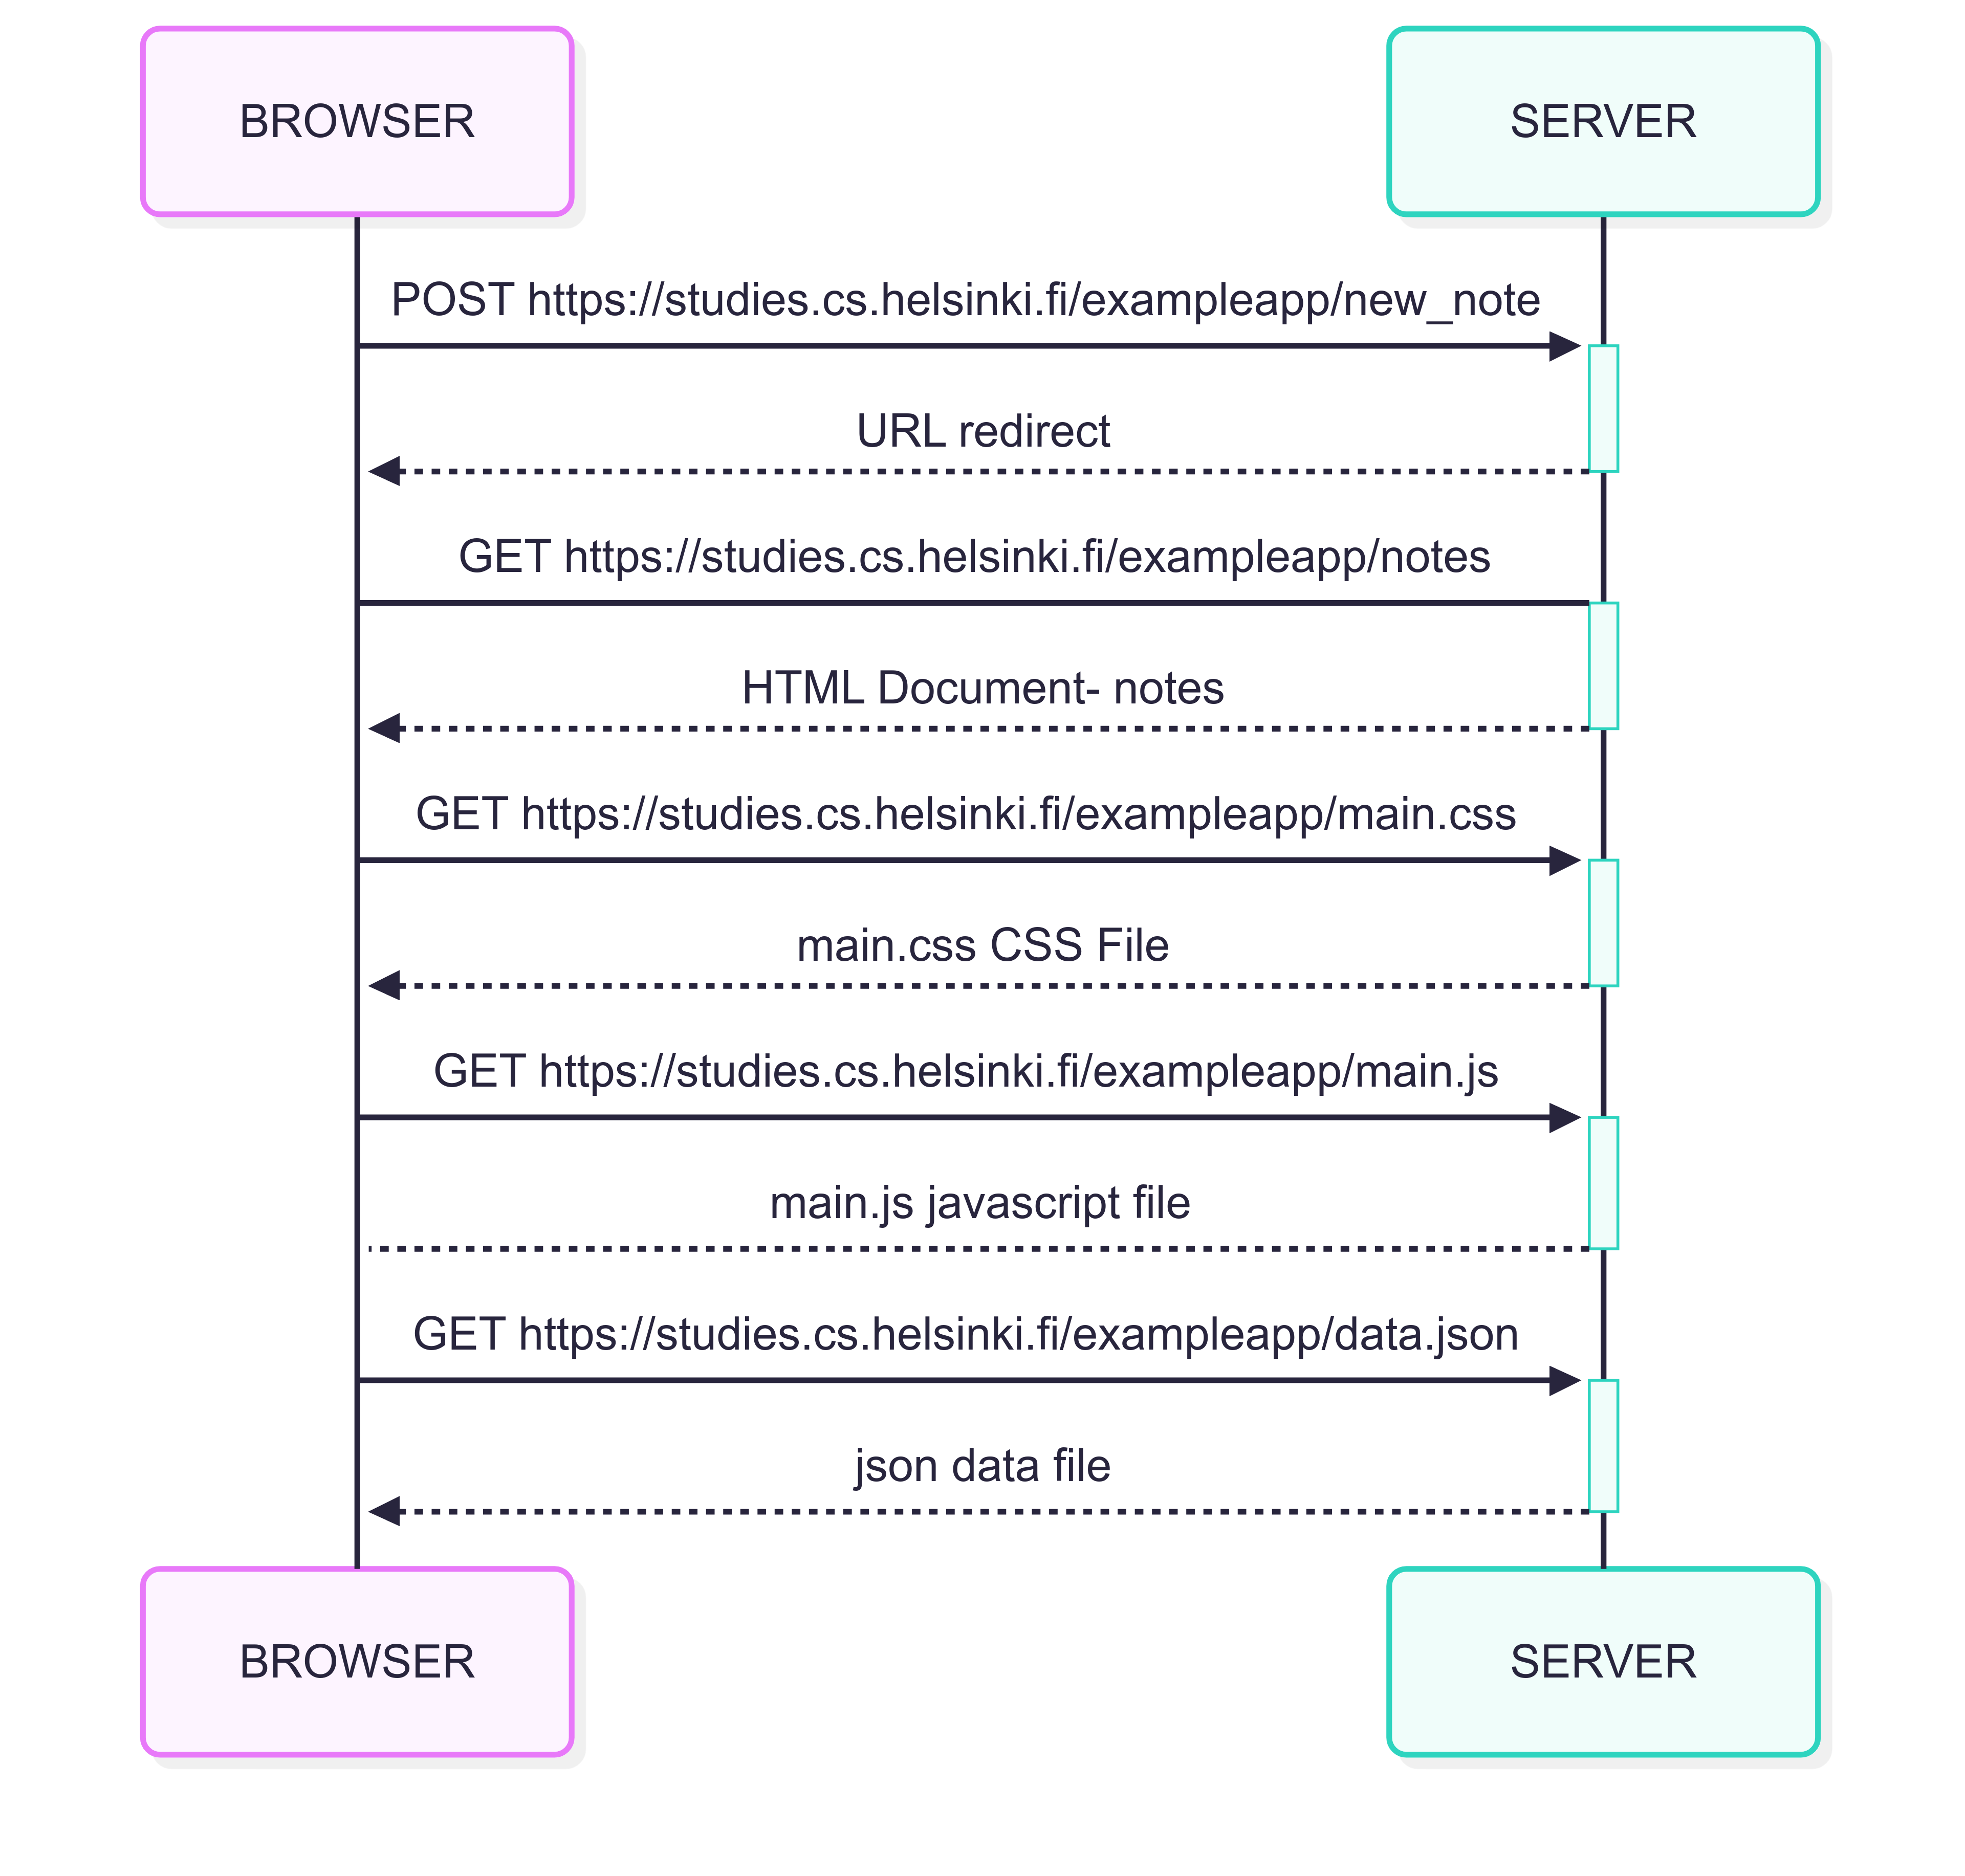 BROWSER
SERVER
POST https://studies.cs.helsinki.fi/exampleapp/new_note
URL redirect
GET https://studies.cs.helsinki.fi/exampleapp/notes
HTML Document- notes
GET https://studies.cs.helsinki.fi/exampleapp/main.css
main.css CSS File
GET https://studies.cs.helsinki.fi/exampleapp/main.js
main.js javascript file
GET https://studies.cs.helsinki.fi/exampleapp/data.json
json data file
BROWSER
SERVER